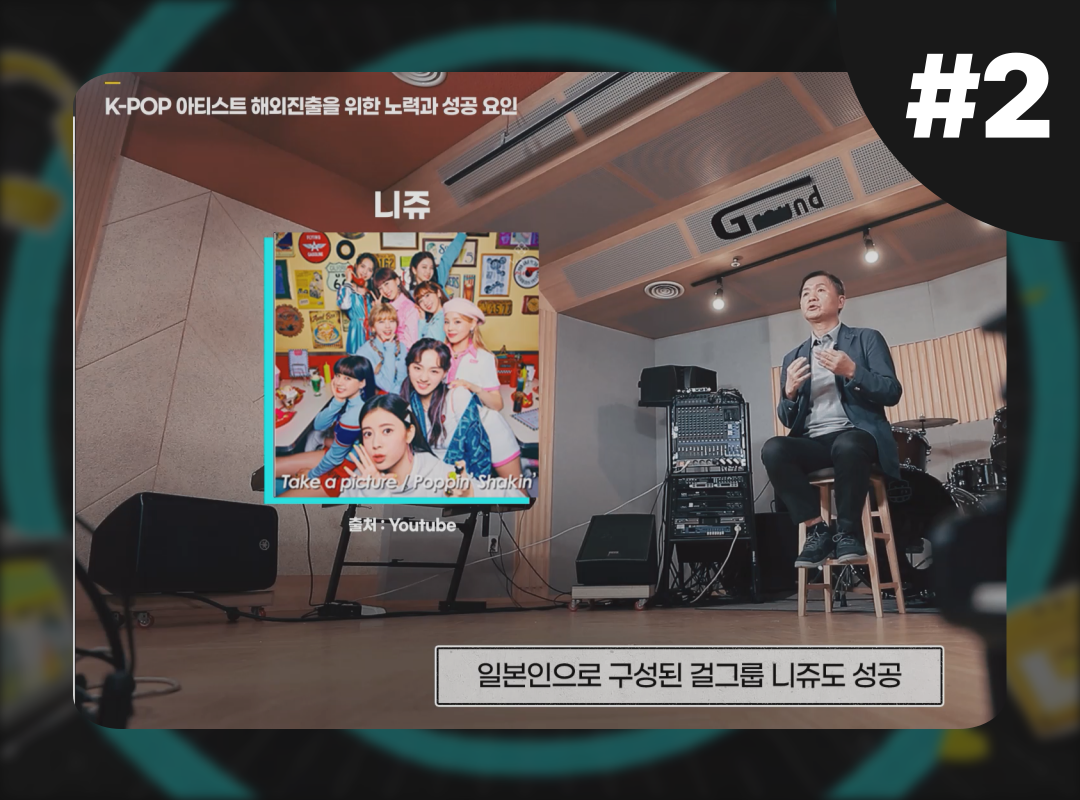 #2
K-POP 아티스트 해외진출을 위한 노력과 성공 요인
니쥬
Take a picture / Poppin' Shakin'
출처 : Youtube
일본인으로 구성된 걸그룹 니쥬도 성공